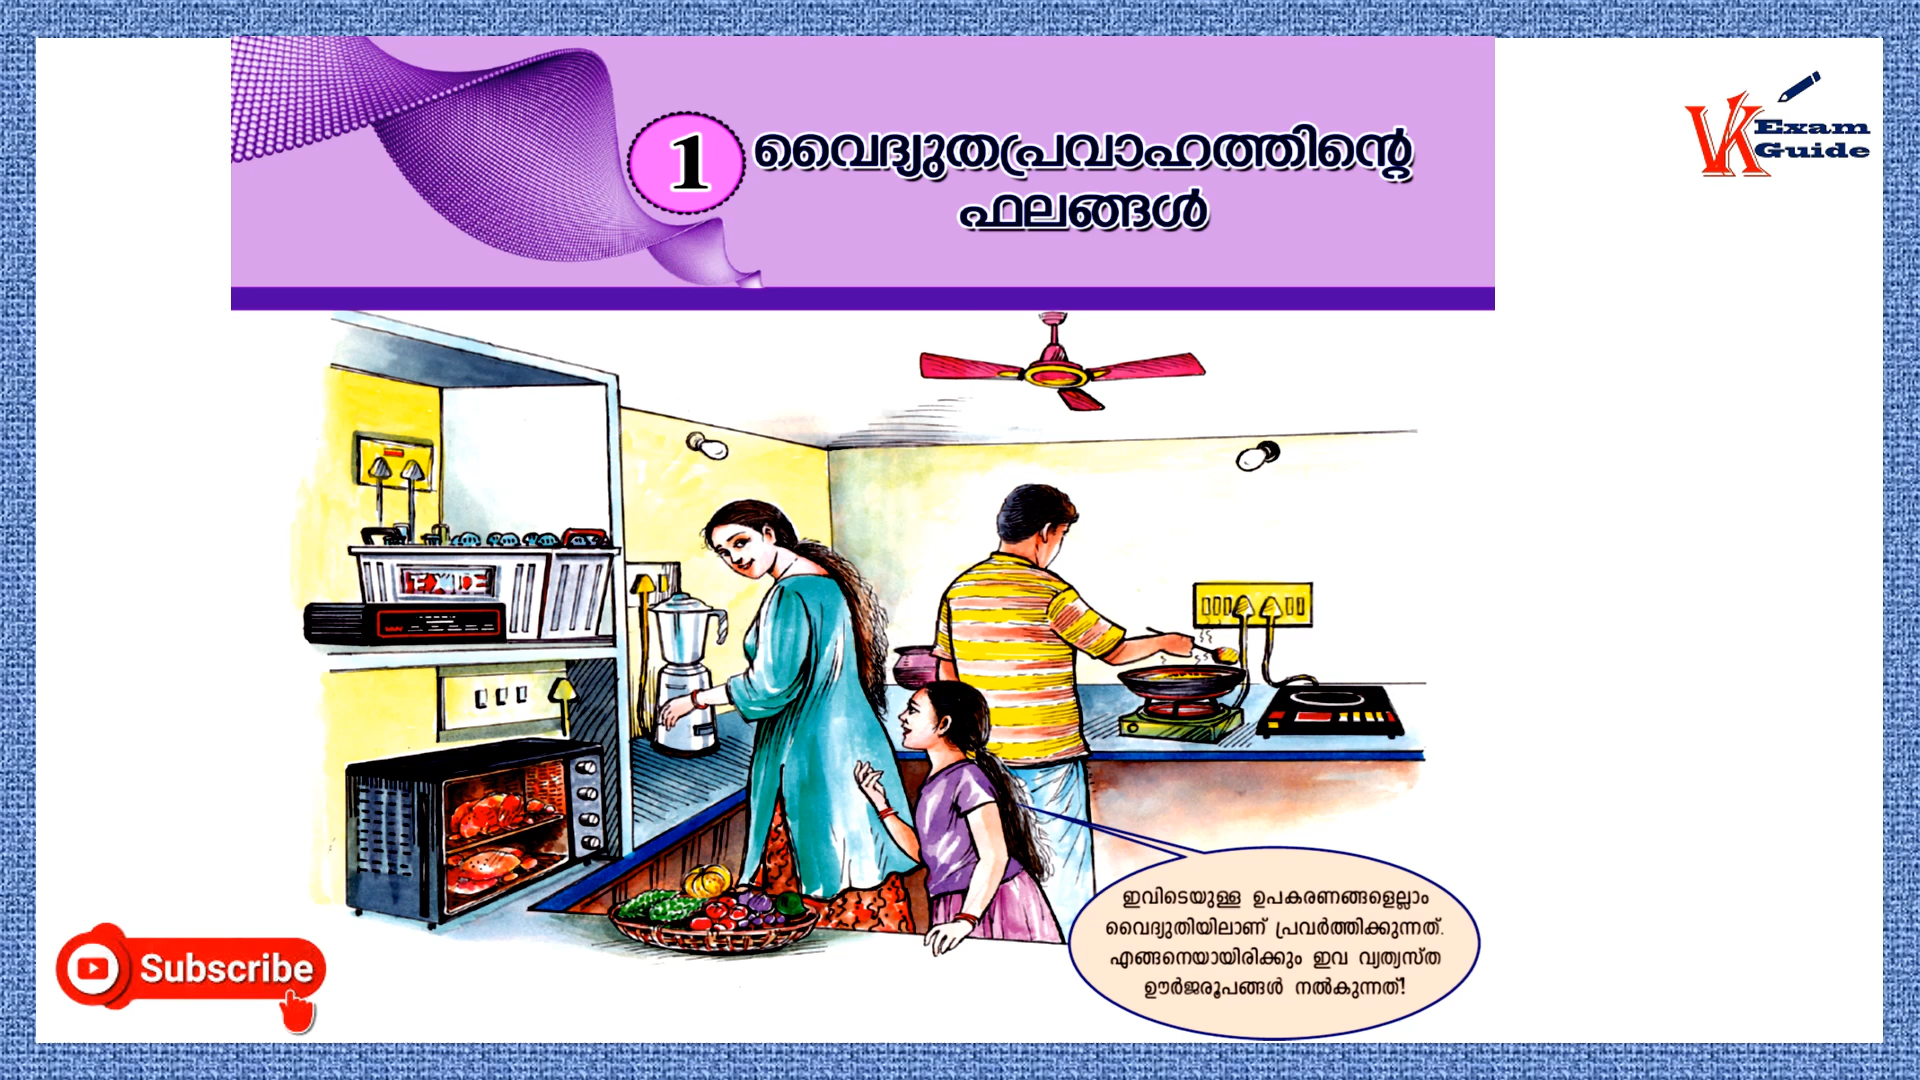 1 വൈദ്യുതപ്രവാഹത്തിന്റെ
ഫലങ്ങൾ
VK Exam
Guide
EXIDE
ഇവിടെയുള്ള ഉപകരണങ്ങളെല്ലാം
വൈദ്യുതിയിലാണ് പ്രവർത്തിക്കുന്നത്.
എങ്ങനെയായിരിക്കും ഇവ വ്യത്യസ്ത
ഊർജരൂപങ്ങൾ നൽകുന്നത്!
Subscribe